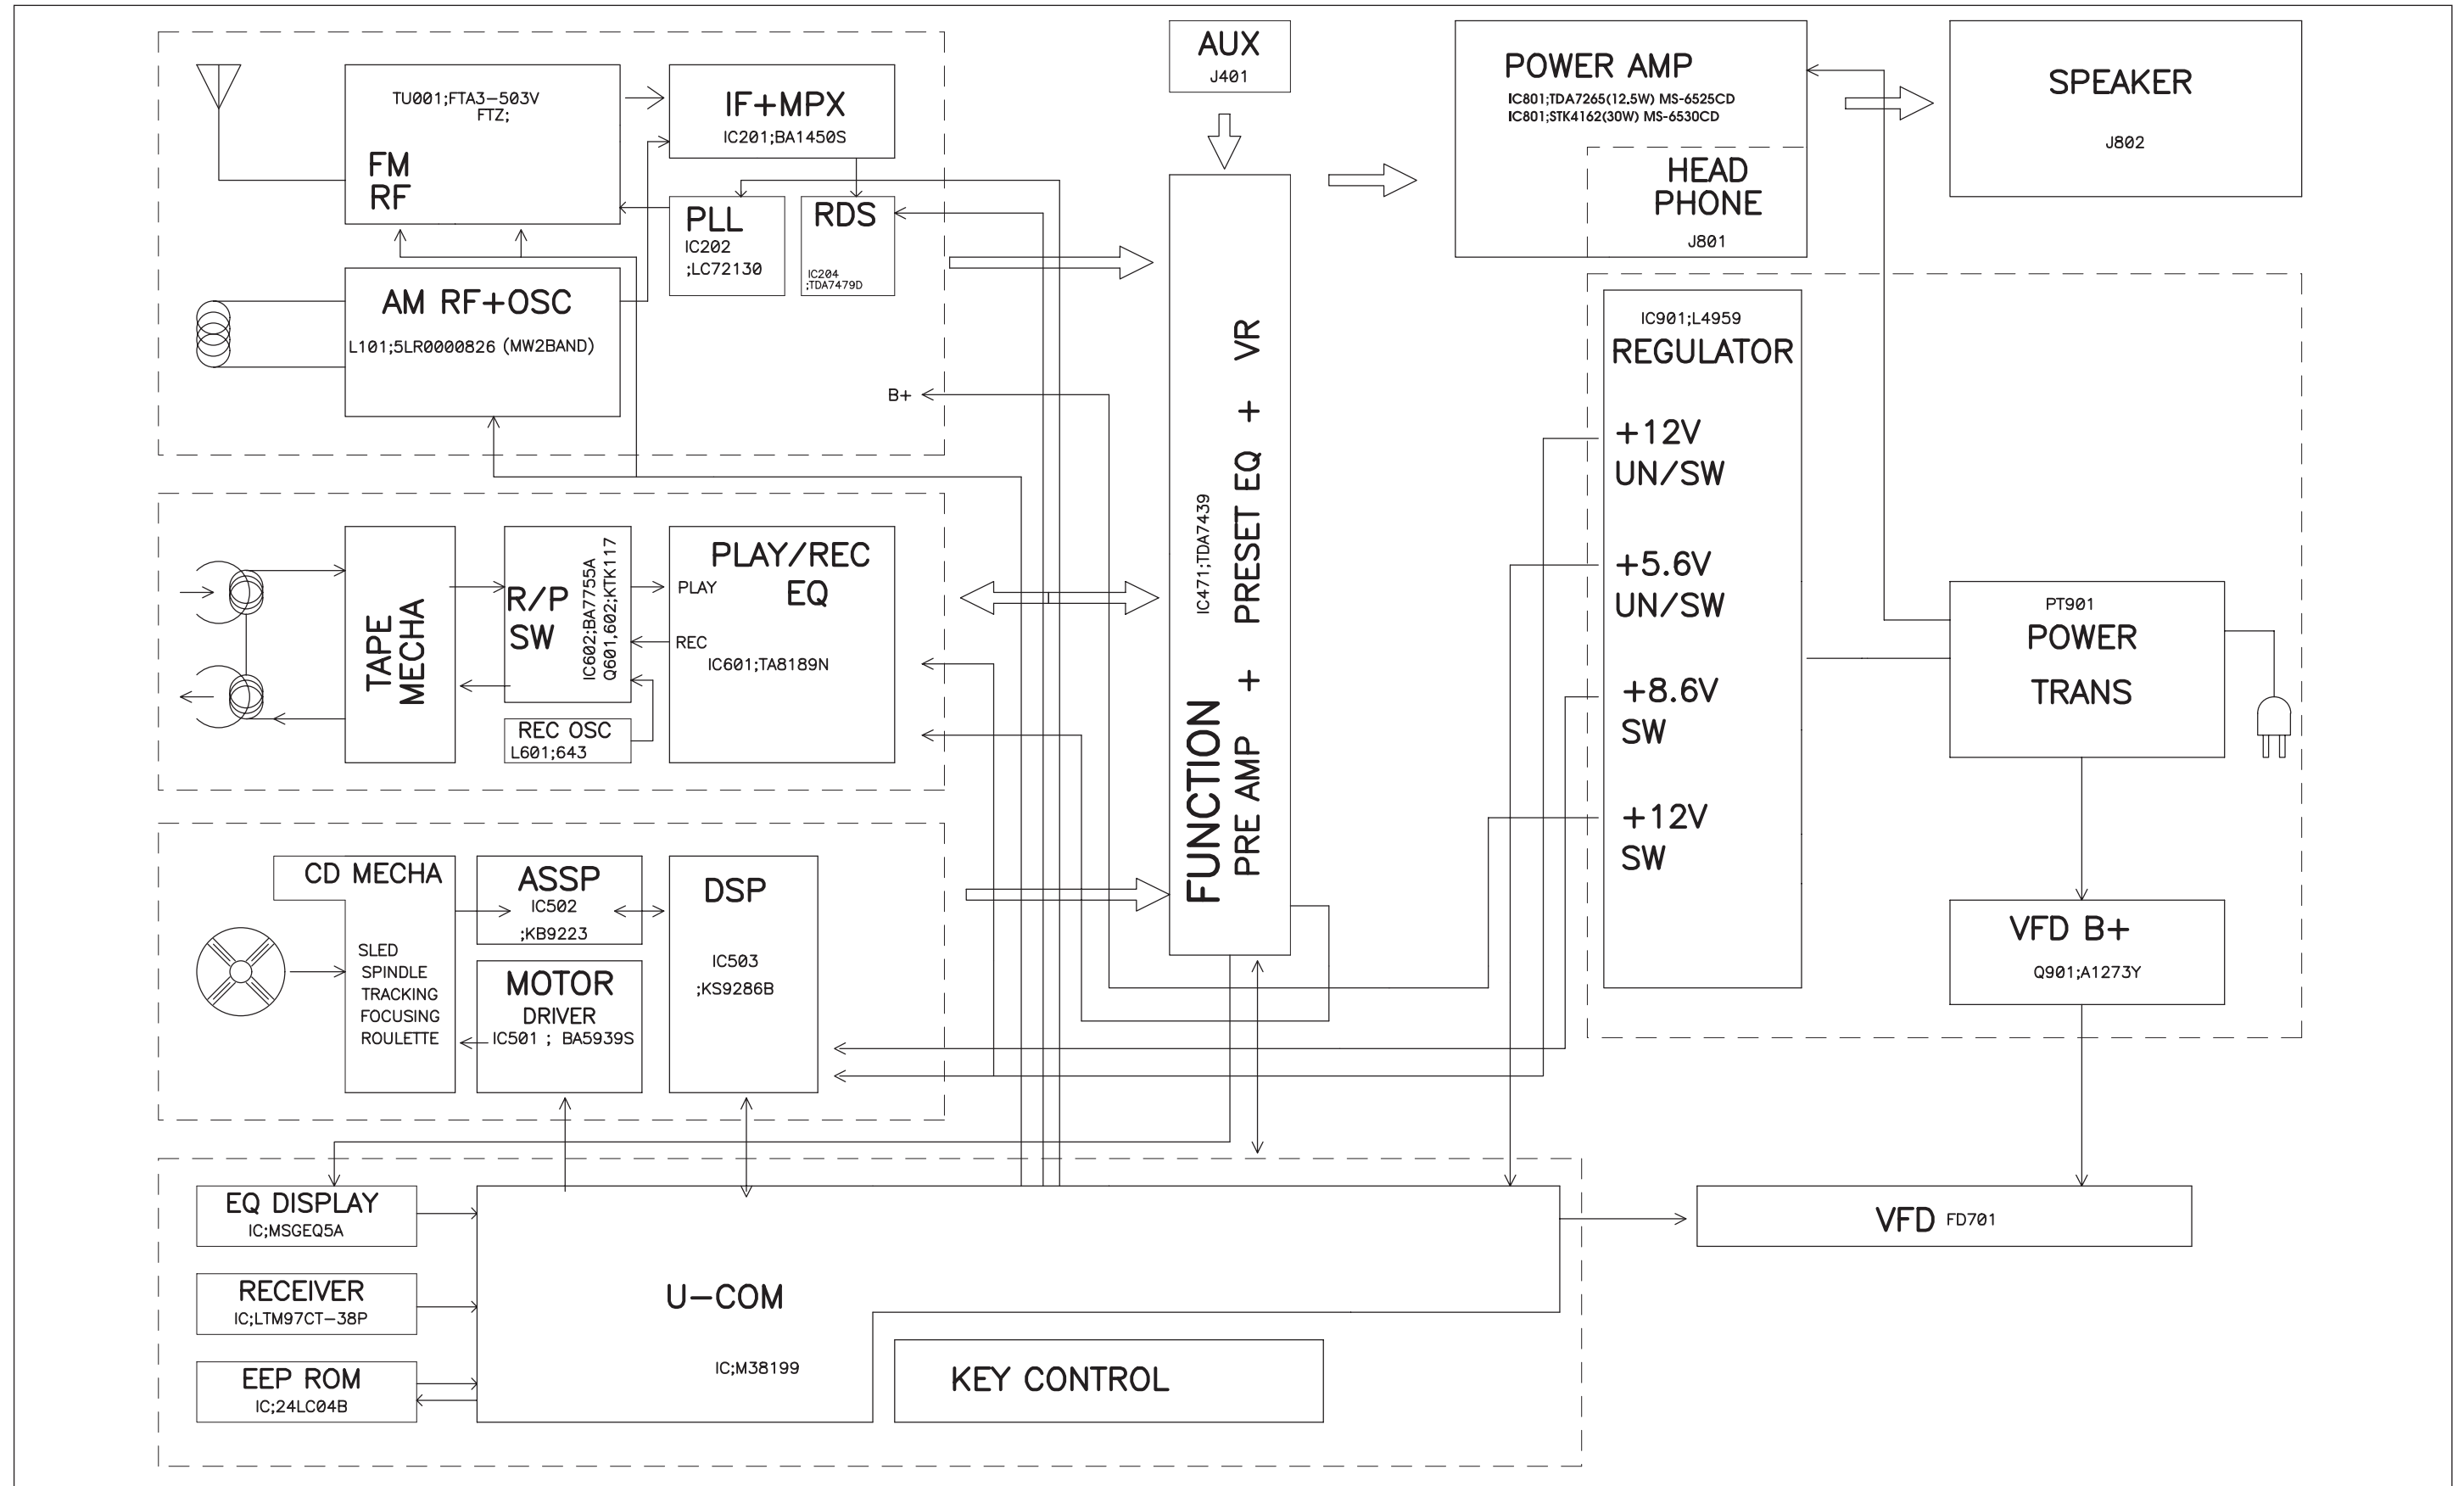 TU001;FTA3-503V
FTZ;
FM
RF
IF+MPX
IC201;BA1450S
PLL
IC202
;LC72130
RDS
IC204
;TDA7479D
AM RF+OSC
L101;5LR0000826 (MW2BAND)
B+
TAPE
MECHA
R/P
SW
IC602;BA7755A
Q601,602;KTK117
REC OSC
L601;643
PLAY/REC
EQ
PLAY
REC
IC601;TA8189N
CD MECHA
SLED
SPINDLE
TRACKING
FOCUSING
ROULETTE
ASSP
IC502
;KB9223
MOTOR
DRIVER
IC501 ; BA5939S
DSP
IC503
;KS9286B
AUX
J401
FUNCTION
IC471;TDA7439
PRE AMP + PRESET EQ + VR
POWER AMP
IC801;TDA7265(12.5W) MS-6525CD
IC801;STK4162(30W) MS-6530CD
HEAD
PHONE
J801
SPEAKER
J802
IC901;L4959
REGULATOR
+12V
UN/SW
+5.6V
UN/SW
+8.6V
SW
+12V
SW
PT901
POWER
TRANS
VFD B+
Q901;A1273Y
EQ DISPLAY
IC;MSGEQ5A
RECEIVER
IC;LTM97CT-38P
EEP ROM
IC;24LC04B
U-COM
IC;M38199
KEY CONTROL
VFD FD701